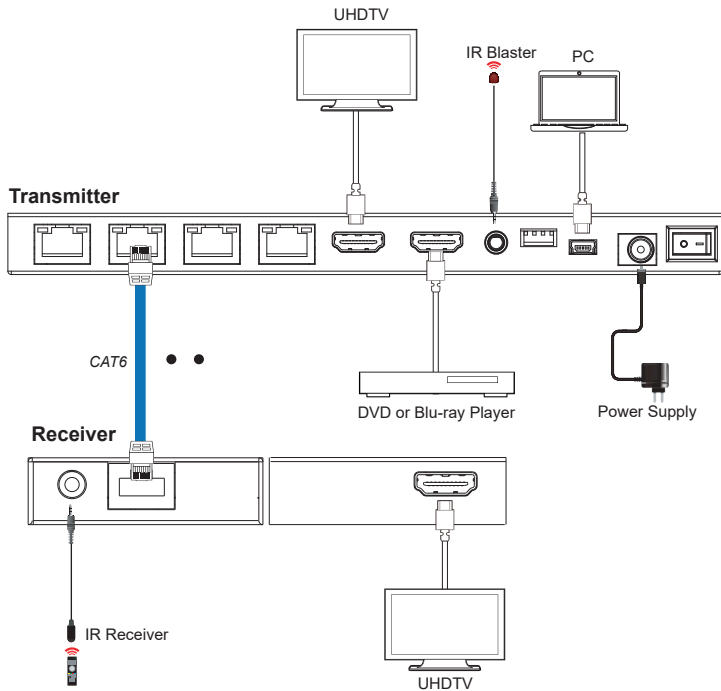 UHDTV
IR Blaster
PC
Transmitter
CAT6
DVD or Blu-ray Player
Power Supply
Receiver
IR Receiver
UHDTV